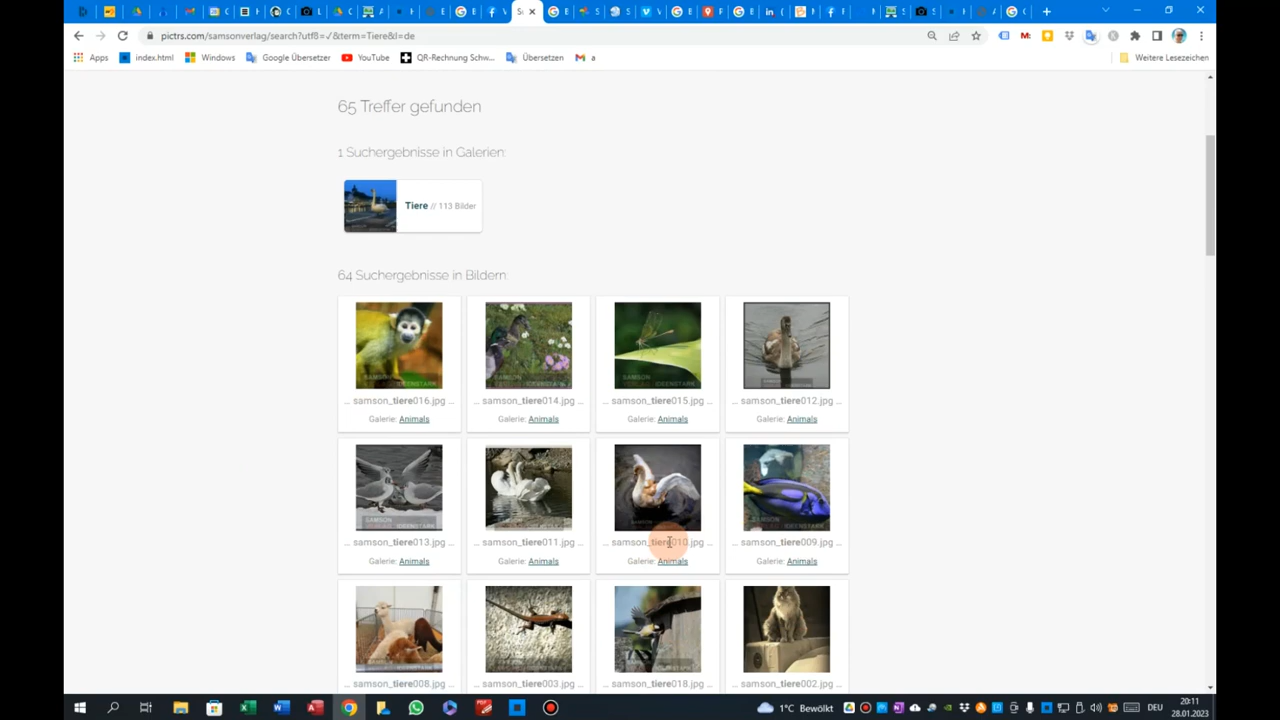 pictrs.com/samsonverlag/search?utf8=✓&term=Tiere&l=de
Apps index.html Windows Google Übersetzer YouTube QR-Rechnung Schw... Übersetzen a Weitere Lesezeichen
65 Treffer gefunden
1 Suchergebnisse in Galerien:
Tiere // 113 Bilder
64 Suchergebnisse in Bildern:
... samson_tiere016.jpg ... ... samson_tiere014.jpg ... ... samson_tiere015.jpg ... ... samson_tiere012.jpg ...
Galerie: Animals Galerie: Animals Galerie: Animals Galerie: Animals
... samson_tiere013.jpg ... ... samson_tiere011.jpg ... ... samson_tiere010.jpg ... ... samson_tiere009.jpg ...
Galerie: Animals Galerie: Animals Galerie: Animals Galerie: Animals
... samson_tiere008.jpg ... ... samson_tiere003.jpg ... ... samson_tiere018.jpg ... ... samson_tiere002.jpg ...
1°C Bewölkt DEU 20:11
28.01.2023